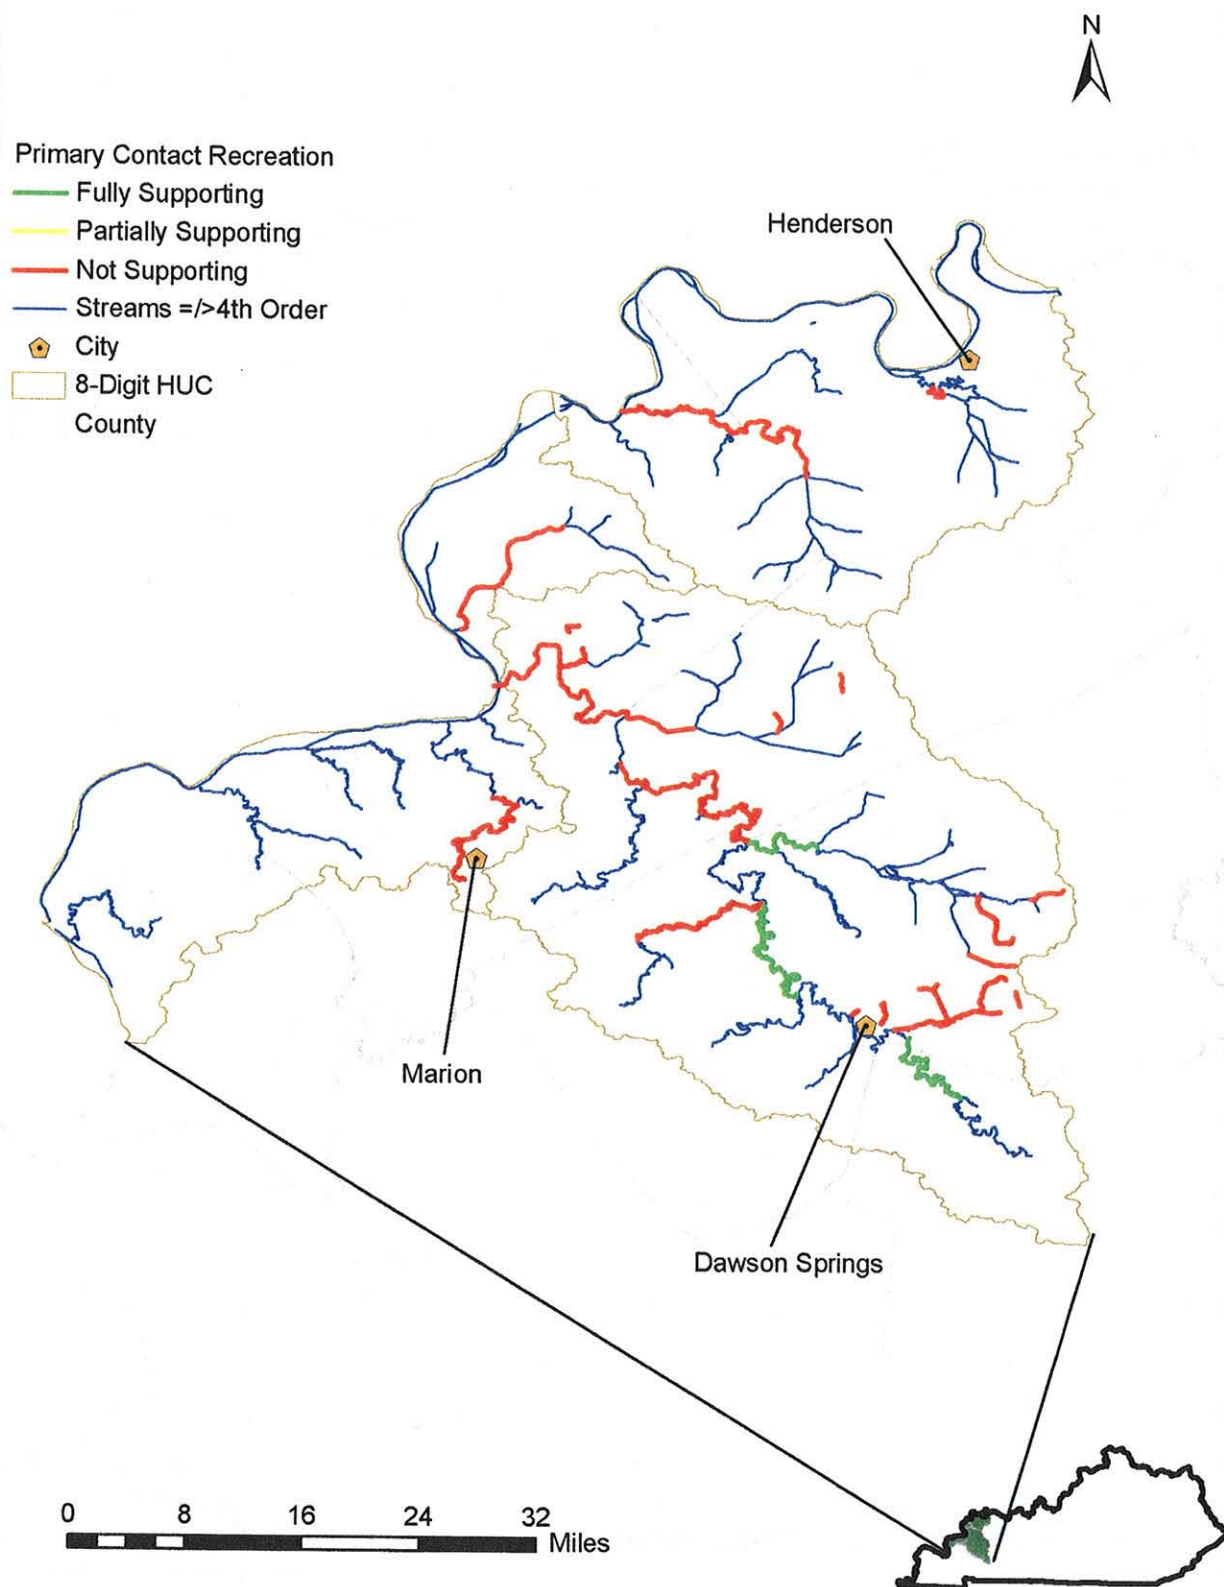 N
Primary Contact Recreation
Fully Supporting
Partially Supporting
Not Supporting
Streams =/>4th Order
City
8-Digit HUC
County
Henderson
Marion
Dawson Springs
0 8 16 24 32
Miles